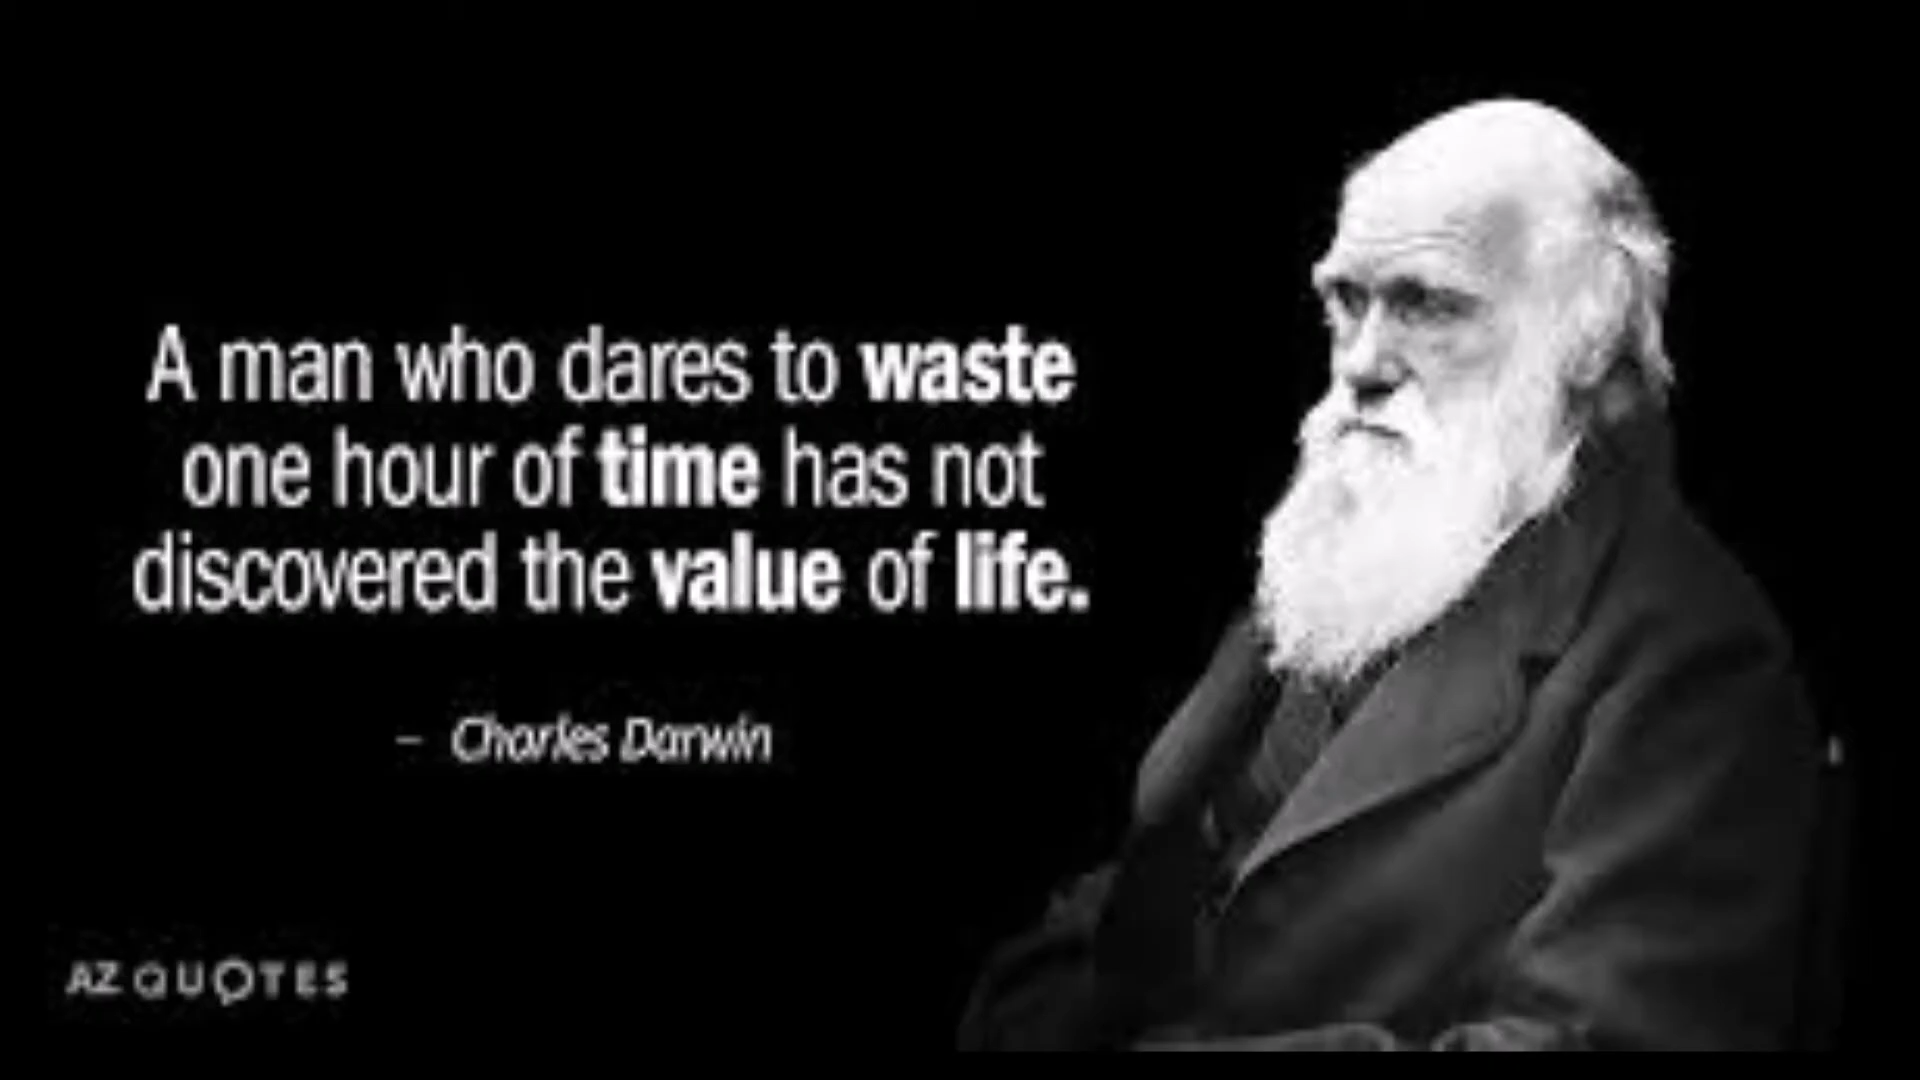 A man who dares to waste
one hour of time has not
discovered the value of life.
– Charles Darwin
AZ QUOTES